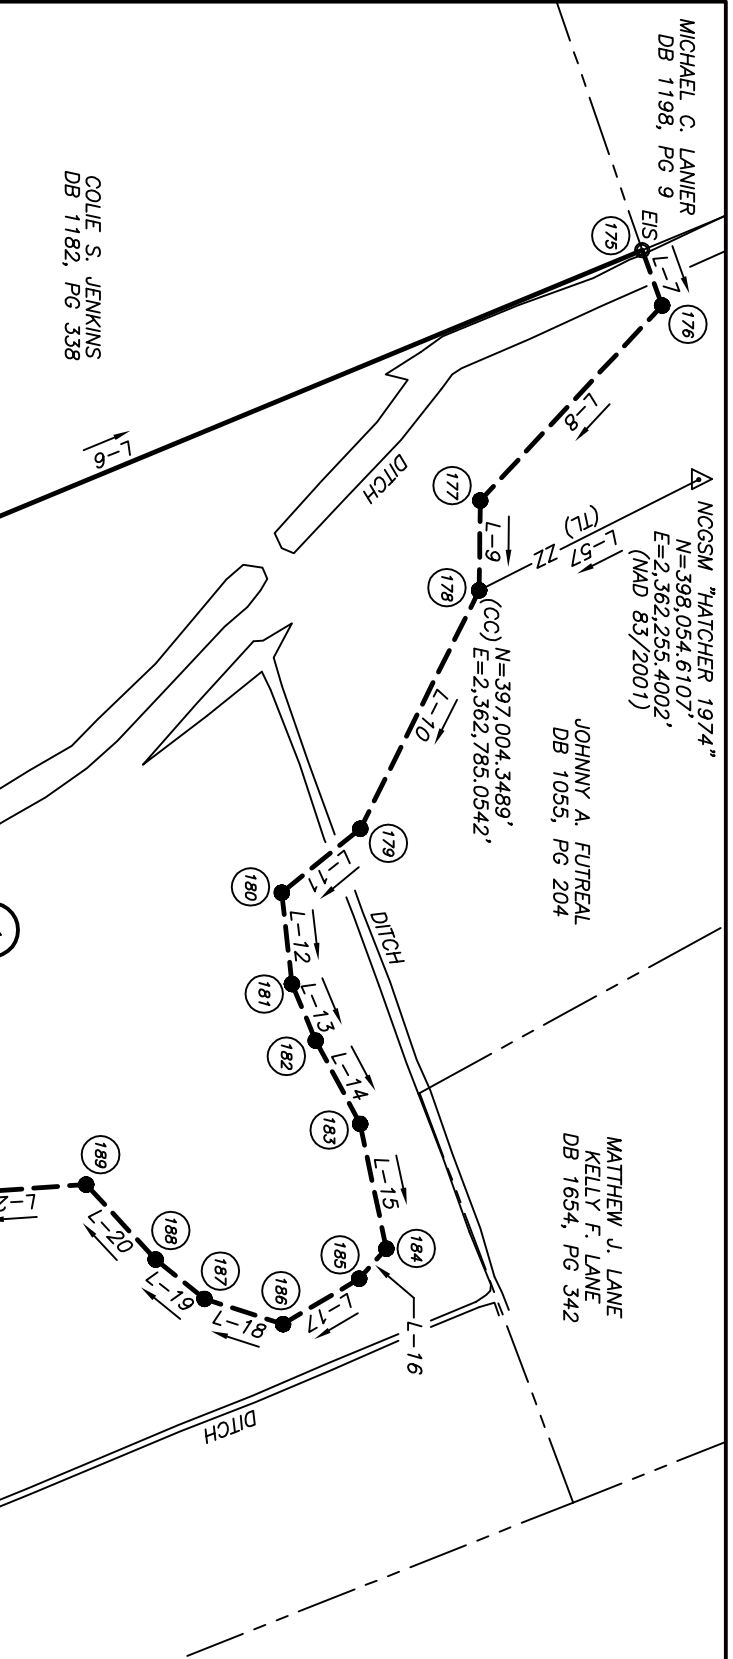 MICHAEL C. LANIER
DB 1198, PG 9
EIS
175
L-7
176
COLIE S. JENKINS
DB 1182, PG 338
L-6
L-8
DITCH
177
L-9
178
NCGSM "HATCHER 1974"
N=398,054.6107'
E=2,362,255.4002'
(NAD 83/2001)
L-57
(TL)
ZZ
(CC) N=397,004.3489'
E=2,362,785.0542'
L-10
JOHNNY A. FUTREAL
DB 1055, PG 204
179
L-11
180
DITCH
L-12
181
L-13
182
L-14
183
L-15
184
MATTHEW J. LANE
KELLY F. LANE
DB 1654, PG 342
L-16
185
L-17
186
L-18
187
L-19
188
L-20
189
DITCH